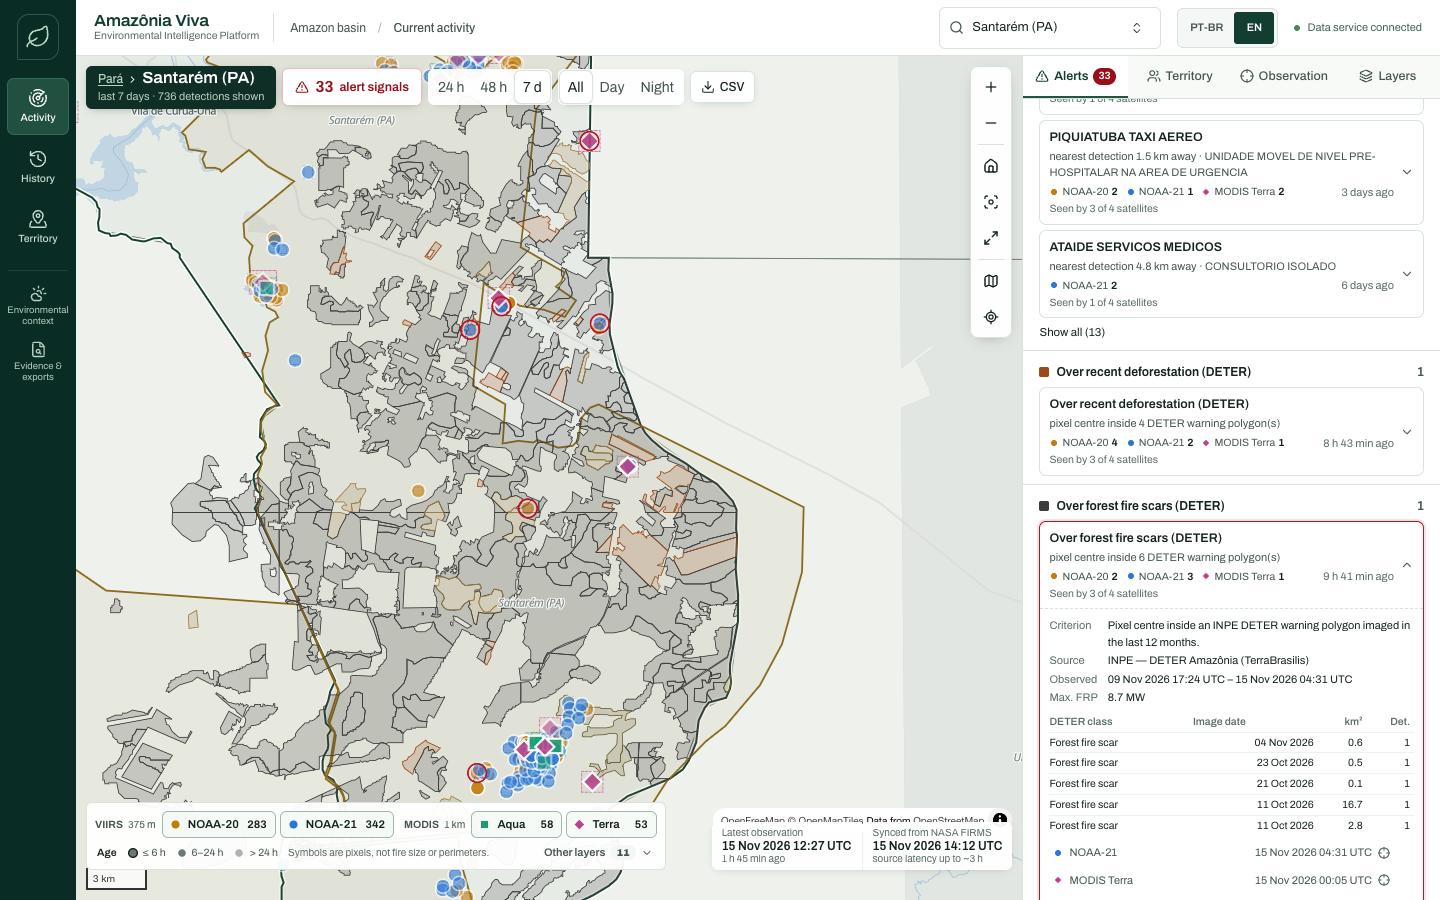 Amazônia Viva
Environmental Intelligence Platform
Amazon basin / Current activity
Santarém (PA)
PT-BR EN
Data service connected
Activity
History
Territory
Environmental context
Evidence & exports
Pará › Santarém (PA)
last 7 days · 736 detections shown
33 alert signals
24 h 48 h 7 d
All Day Night
CSV
Vila de Curuá-Una
Santarém (PA)
Santarém (PA)
VIIRS 375 m NOAA-20 283 NOAA-21 342 MODIS 1 km Aqua 58 Terra 53
Age ≤ 6 h 6–24 h > 24 h Symbols are pixels, not fire size or perimeters. Other layers 11
3 km
OpenFreeMap © OpenMapTiles Data from OpenStreetMap
Latest observation
15 Nov 2026 12:27 UTC
1 h 45 min ago
Synced from NASA FIRMS
15 Nov 2026 14:12 UTC
source latency up to ~3 h
Alerts 33 Territory Observation Layers
Seen by 1 of 4 satellites
PIQUIATUBA TAXI AEREO
nearest detection 1.5 km away · UNIDADE MOVEL DE NIVEL PRE-
HOSPITALAR NA AREA DE URGENCIA
NOAA-20 2 NOAA-21 1 MODIS Terra 2 3 days ago
Seen by 3 of 4 satellites
ATAIDE SERVICOS MEDICOS
nearest detection 4.8 km away · CONSULTORIO ISOLADO
NOAA-21 2 6 days ago
Seen by 1 of 4 satellites
Show all (13)
Over recent deforestation (DETER) 1
Over recent deforestation (DETER)
pixel centre inside 4 DETER warning polygon(s)
NOAA-20 4 NOAA-21 2 MODIS Terra 1 8 h 43 min ago
Seen by 3 of 4 satellites
Over forest fire scars (DETER) 1
Over forest fire scars (DETER)
pixel centre inside 6 DETER warning polygon(s)
NOAA-20 2 NOAA-21 3 MODIS Terra 1 9 h 41 min ago
Seen by 3 of 4 satellites
Criterion Pixel centre inside an INPE DETER warning polygon imaged in
the last 12 months.
Source INPE — DETER Amazônia (TerraBrasilis)
Observed 09 Nov 2026 17:24 UTC – 15 Nov 2026 04:31 UTC
Max. FRP 8.7 MW
DETER class Image date km² Det.
Forest fire scar 04 Nov 2026 0.6 1
Forest fire scar 23 Oct 2026 0.5 1
Forest fire scar 21 Oct 2026 0.1 1
Forest fire scar 11 Oct 2026 16.7 1
Forest fire scar 11 Oct 2026 2.8 1
NOAA-21 15 Nov 2026 04:31 UTC
MODIS Terra 15 Nov 2026 00:05 UTC